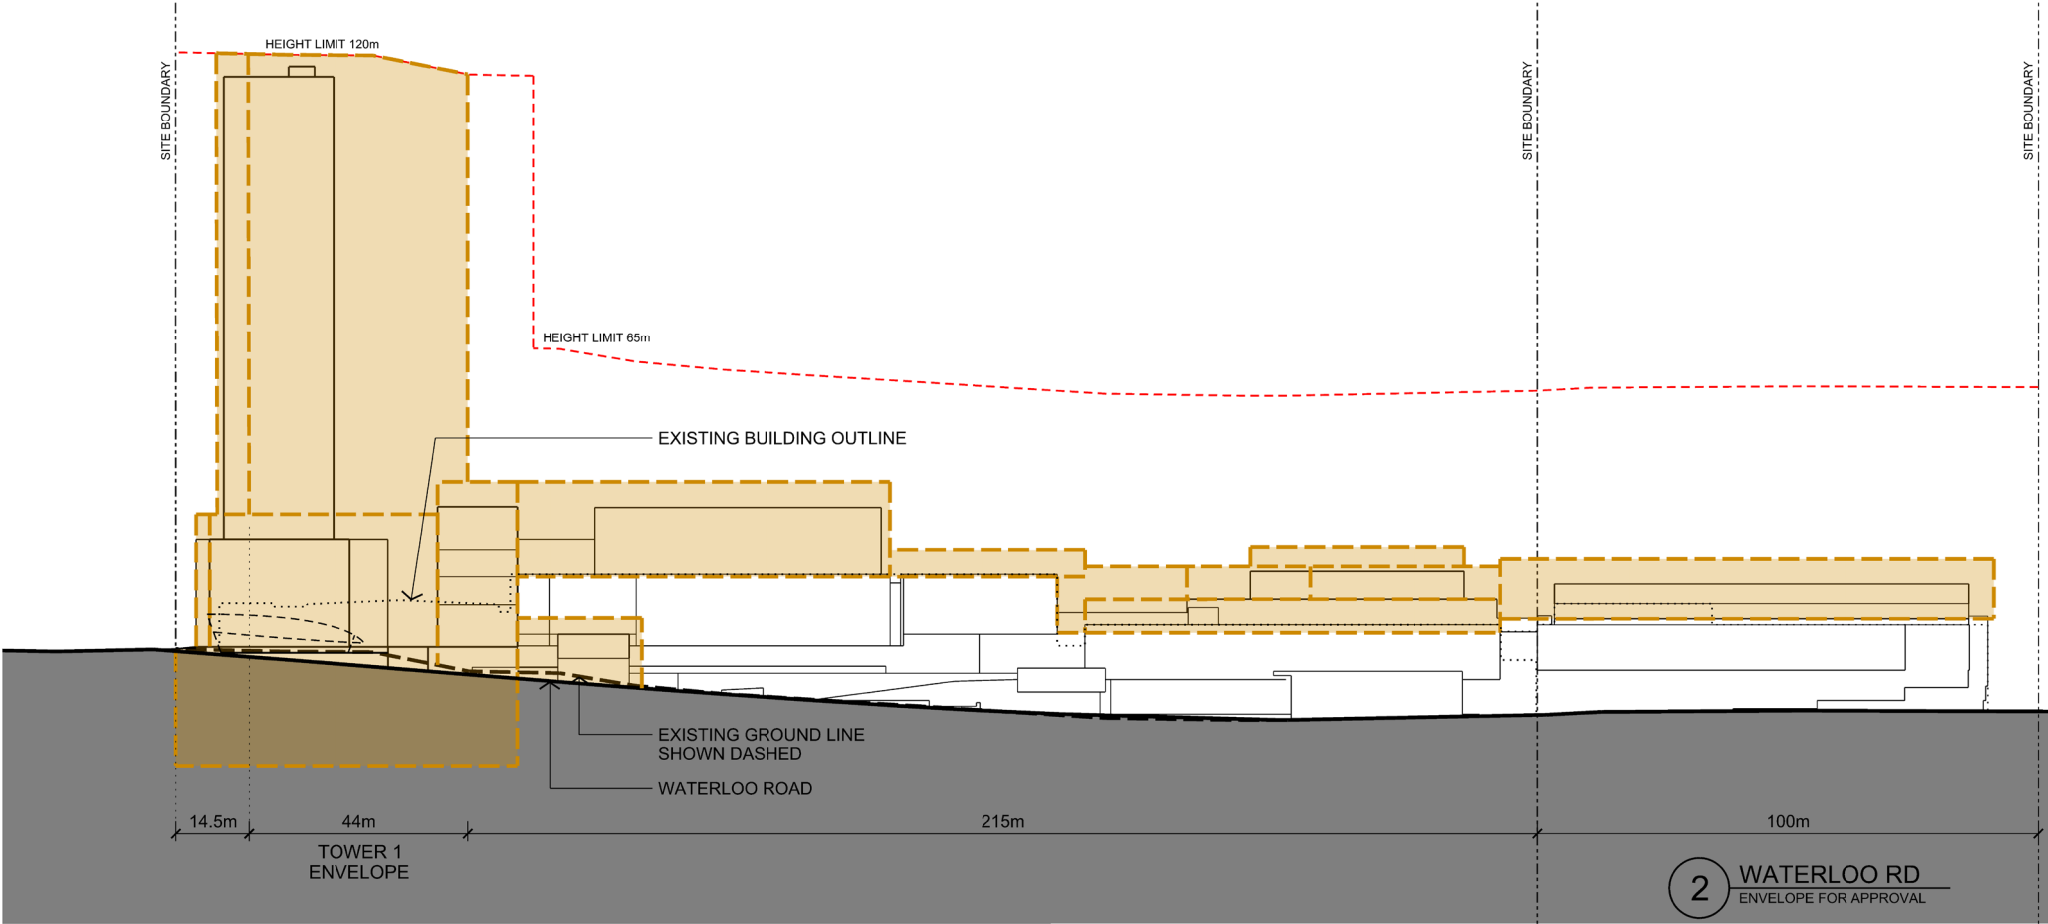 HEIGHT LIMIT 120m
SITE BOUNDARY
SITE BOUNDARY
SITE BOUNDARY
HEIGHT LIMIT 65m
EXISTING BUILDING OUTLINE
EXISTING GROUND LINE
SHOWN DASHED
WATERLOO ROAD
14.5m
44m
215m
100m
TOWER 1
ENVELOPE
2
WATERLOO RD
ENVELOPE FOR APPROVAL